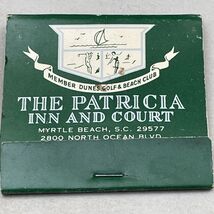 MEMBER DUNES GOLF & BEACH CLUB
THE PATRICIA
INN AND COURT
MYRTLE BEACH, S.C. 29577
2800 NORTH OCEAN BLVD.